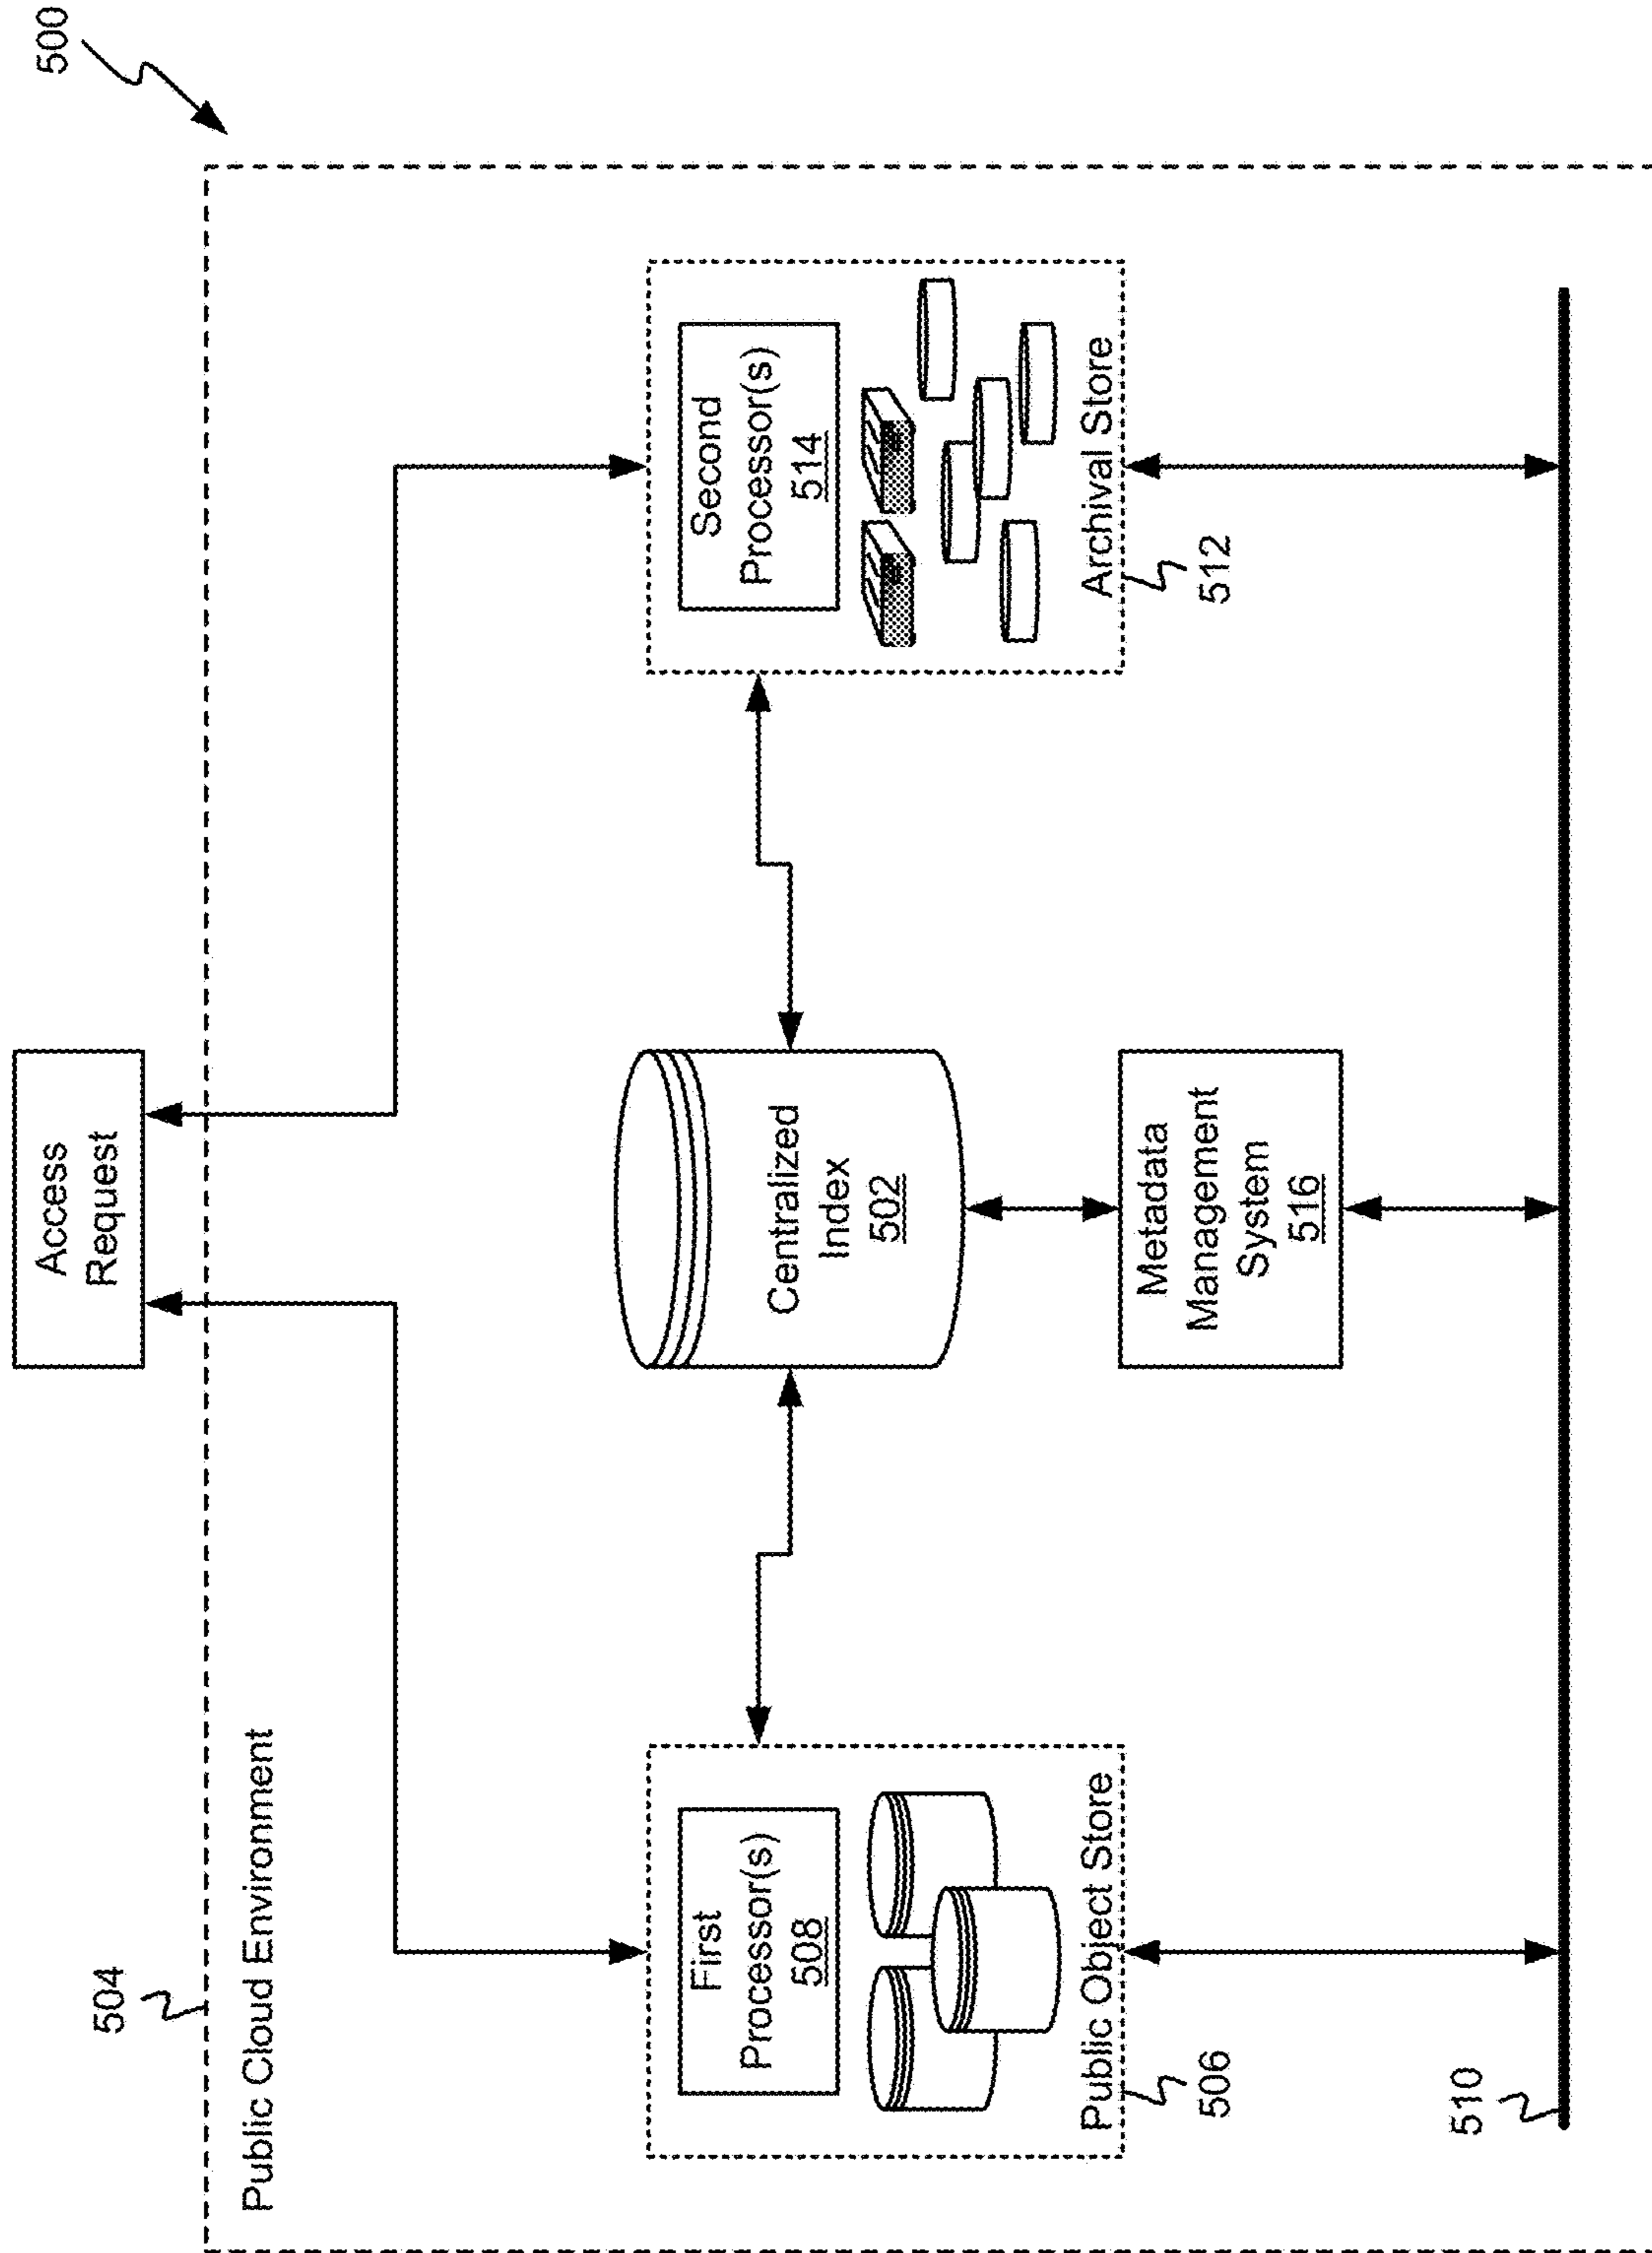 500
Access
Request
504
Public Cloud Environment
First
Processor(s)
508
Public Object Store
506
Centralized
Index
502
Second
Processor(s)
514
Archival Store
512
Metadata
Management
System
516
510